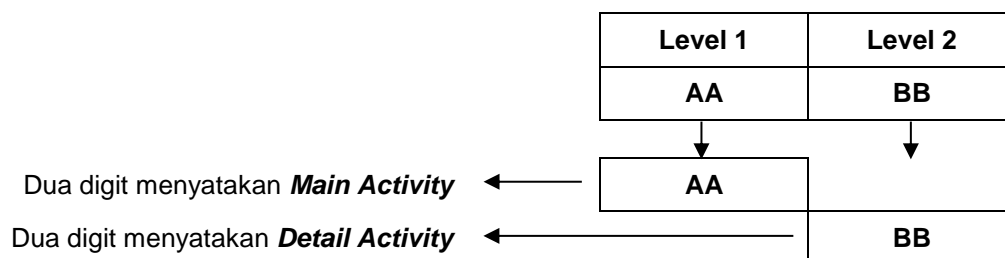 Level 1 Level 2
AA BB
Dua digit menyatakan Main Activity AA
Dua digit menyatakan Detail Activity BB